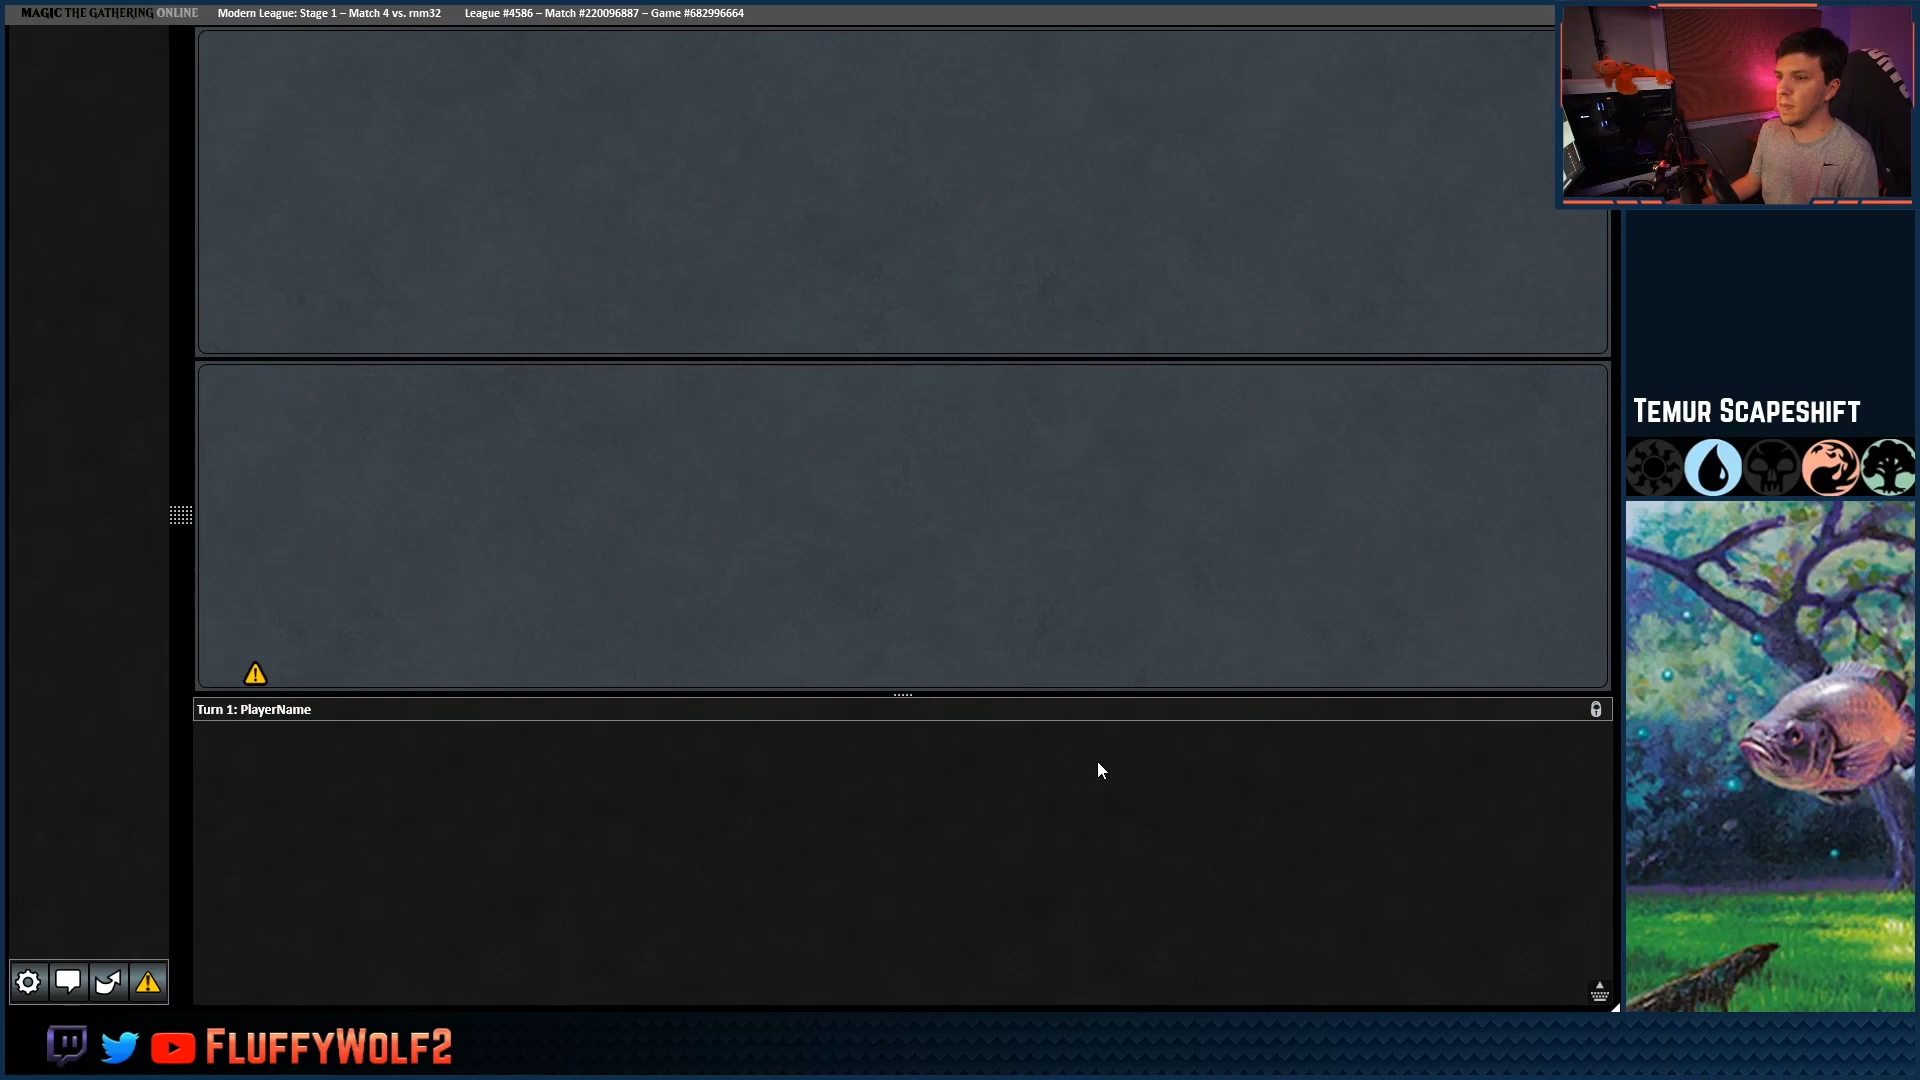 MAGIC THE GATHERING ONLINE Modern League: Stage 1 – Match 4 vs. rnm32 League #4586 – Match #220096887 – Game #682996664
TEMUR SCAPESHIFT
Turn 1: PlayerName
FLUFFYWOLF2